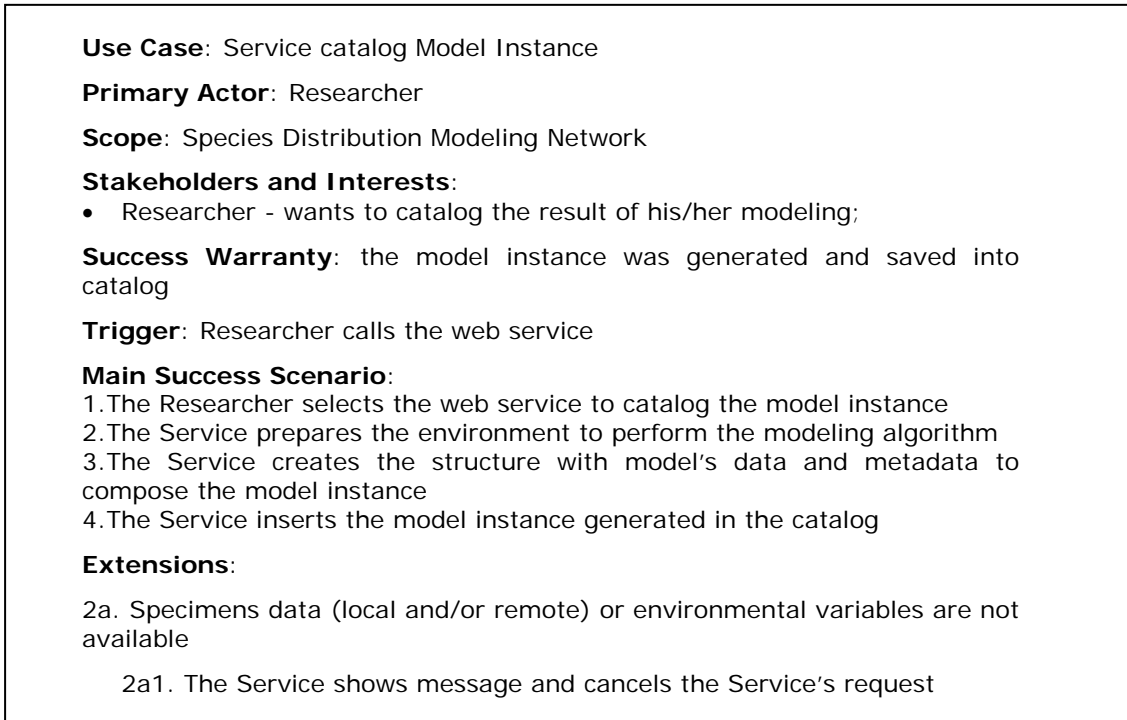 Use Case: Service catalog Model Instance
Primary Actor: Researcher
Scope: Species Distribution Modeling Network
Stakeholders and Interests:
• Researcher - wants to catalog the result of his/her modeling;
Success Warranty: the model instance was generated and saved into
catalog
Trigger: Researcher calls the web service
Main Success Scenario:
1.The Researcher selects the web service to catalog the model instance
2.The Service prepares the environment to perform the modeling algorithm
3.The Service creates the structure with model's data and metadata to
compose the model instance
4.The Service inserts the model instance generated in the catalog
Extensions:
2a. Specimens data (local and/or remote) or environmental variables are not
available
2a1. The Service shows message and cancels the Service's request